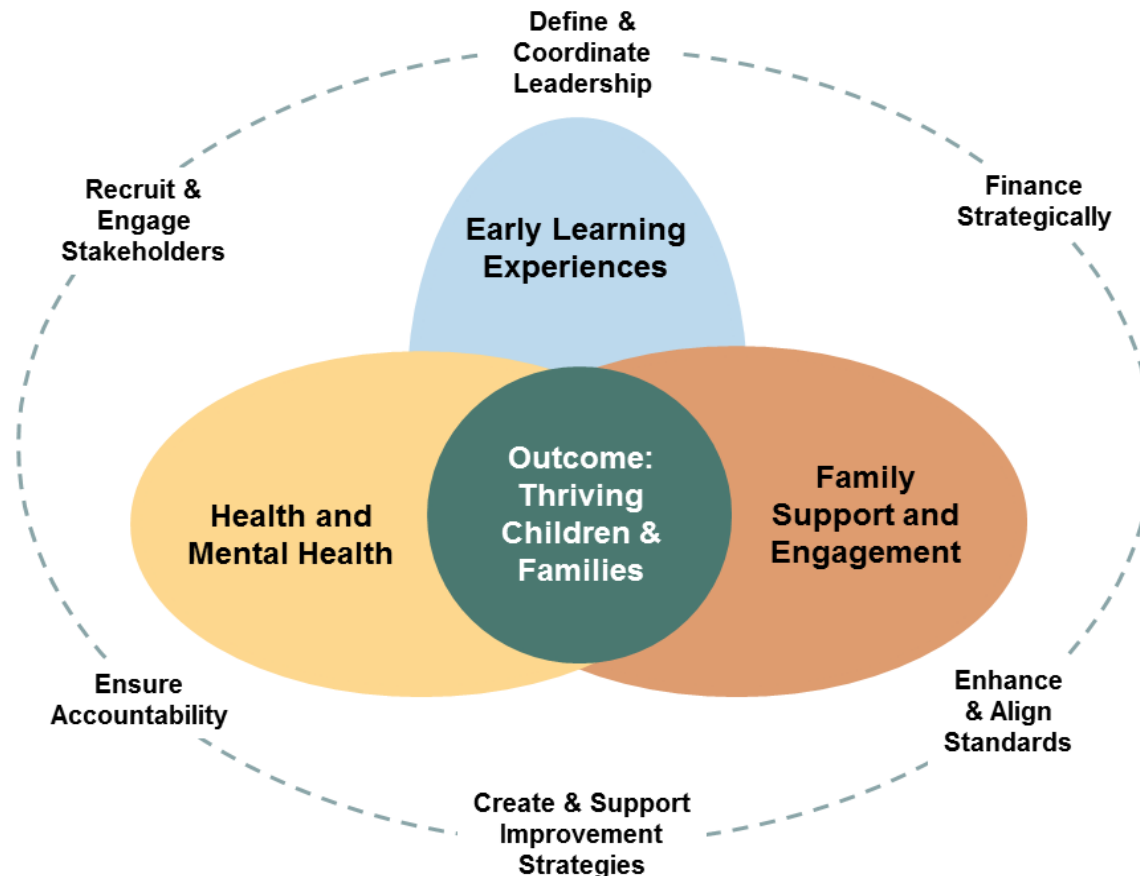 Define &
Coordinate
Leadership
Recruit &
Engage
Stakeholders
Finance
Strategically
Early Learning
Experiences
Health and
Mental Health
Outcome:
Thriving
Children &
Families
Family
Support and
Engagement
Ensure
Accountability
Enhance
& Align
Standards
Create & Support
Improvement
Strategies